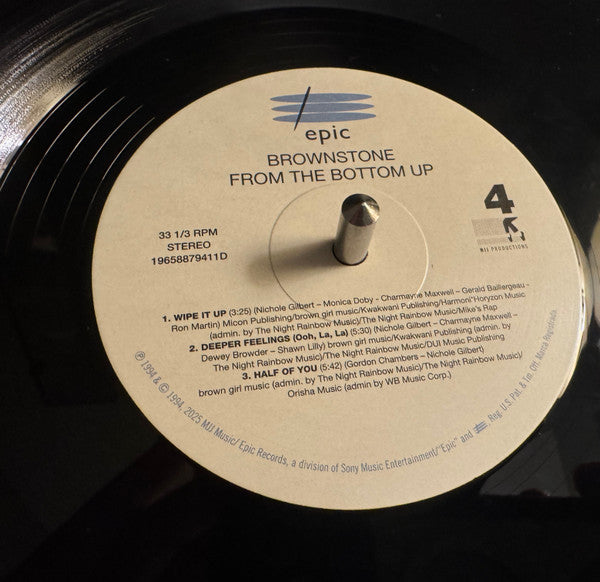 epic
BROWNSTONE
FROM THE BOTTOM UP
4
MJJ PRODUCTIONS
33 1/3 RPM
STEREO
19658879411D
1. WIPE IT UP (3:25) (Nichole Gilbert – Monica Doby - Charmayne Maxwell – Gerald Baillergeau -
Ron Martin) Micon Publishing/brown girl music/Kwakwani Publishing/Harmoni'Horyzon Music
(admin. by The Night Rainbow Music)/The Night Rainbow Music/Mike's Rap
2. DEEPER FEELINGS (Ooh, La, La) (5:30) (Nichole Gilbert – Charmayne Maxwell –
Dewey Browder – Shawn Lilly) brown girl music/Kwakwani Publishing (admin. by
The Night Rainbow Music)/The Night Rainbow Music/DLII Music Publishing
3. HALF OF YOU (5:42) (Gordon Chambers – Nichole Gilbert)
brown girl music (admin. by The Night Rainbow Music)/The Night Rainbow Music/
Orisha Music (admin by WB Music Corp.)
℗ 1994 & © 1994, 2025 MJJ Music/ Epic Records, a division of Sony Music Entertainment/"Epic" and Reg. U.S. Pat. & Tm. Off. Marca Registrada